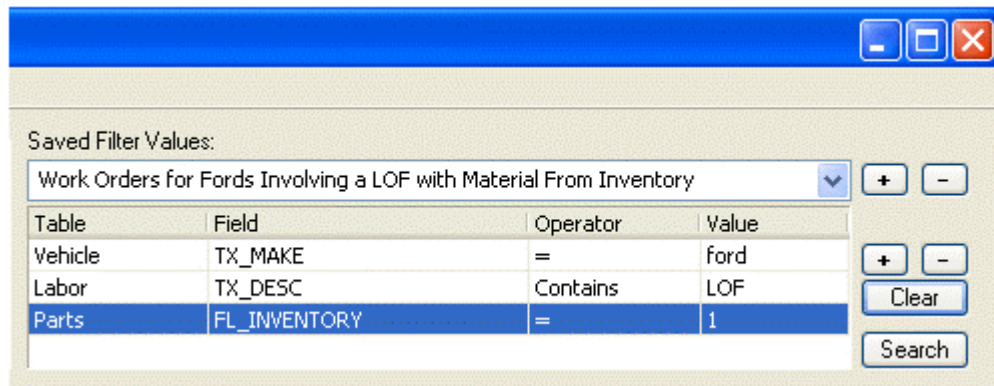 Saved Filter Values:
Work Orders for Fords Involving a LOF with Material From Inventory + -
Table Field Operator Value
Vehicle TX_MAKE = ford + -
Labor TX_DESC Contains LOF Clear
Parts FL_INVENTORY = 1
Search